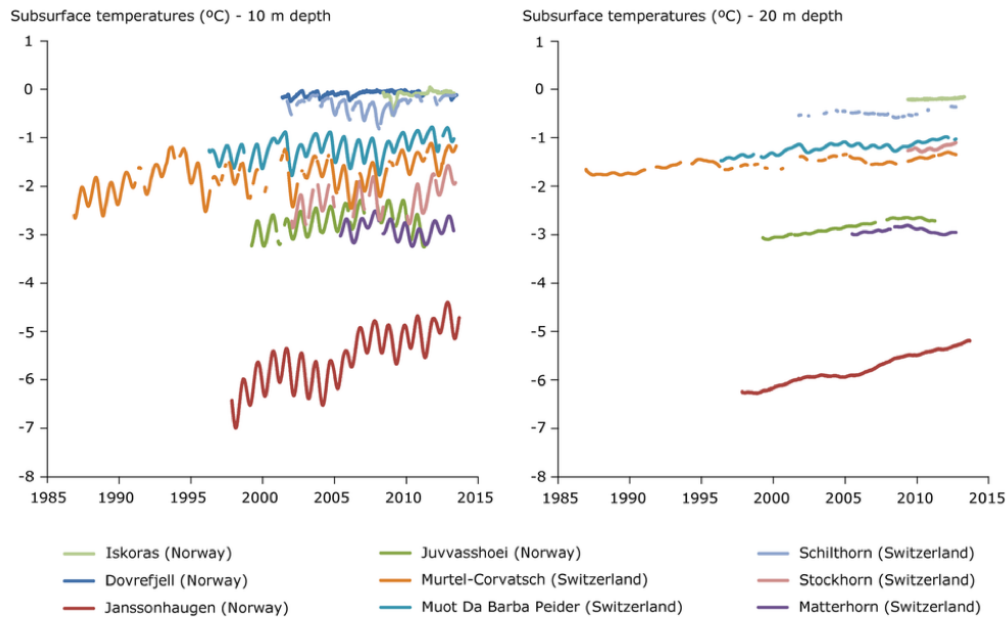 Subsurface temperatures (ºC) - 10 m depth
1
0
-1
-2
-3
-4
-5
-6
-7
-8
1985 1990 1995 2000 2005 2010 2015
Subsurface temperatures (ºC) - 20 m depth
1
0
-1
-2
-3
-4
-5
-6
-7
-8
1985 1990 1995 2000 2005 2010 2015
Iskoras (Norway)
Dovrefjell (Norway)
Janssonhaugen (Norway)
Juvvasshoei (Norway)
Murtel-Corvatsch (Switzerland)
Muot Da Barba Peider (Switzerland)
Schilthorn (Switzerland)
Stockhorn (Switzerland)
Matterhorn (Switzerland)